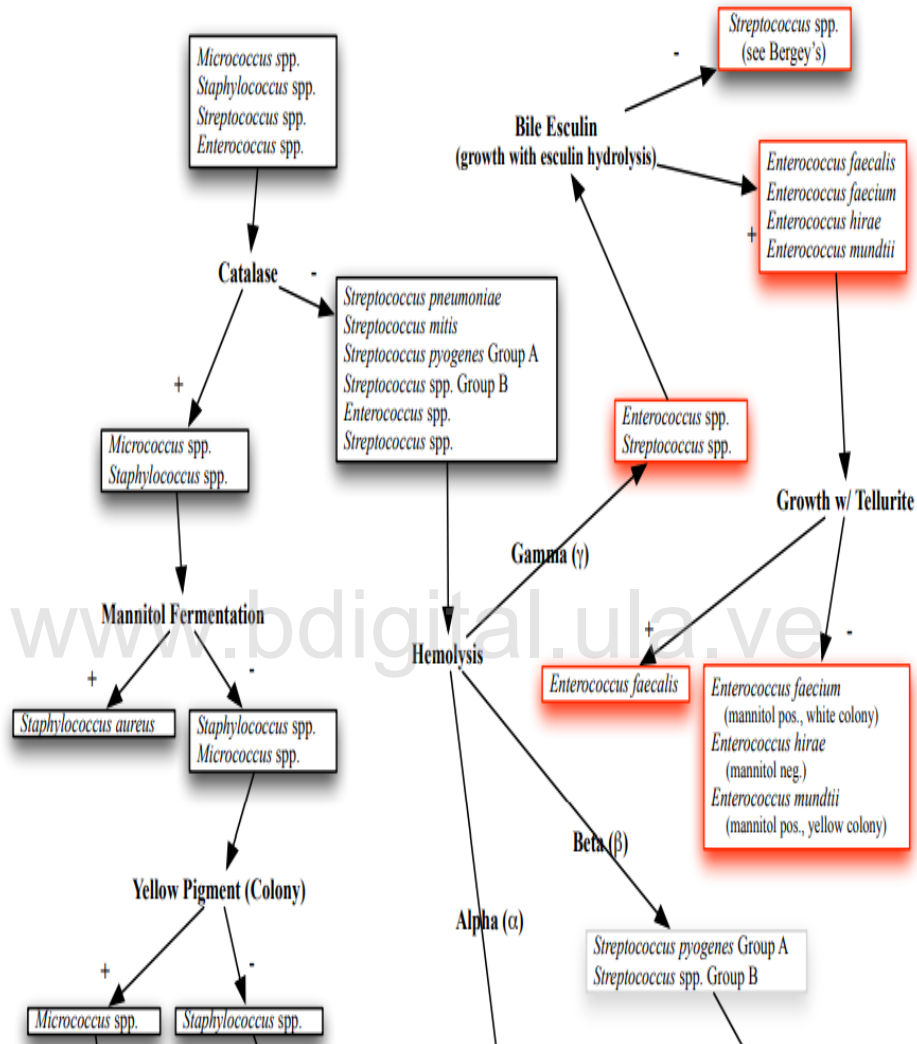 Micrococcus spp.
Staphylococcus spp.
Streptococcus spp.
Enterococcus spp.
Catalase
-
+
Micrococcus spp.
Staphylococcus spp.
Mannitol Fermentation
+
-
Staphylococcus aureus
Staphylococcus spp.
Micrococcus spp.
Yellow Pigment (Colony)
+
-
Micrococcus spp.
Staphylococcus spp.
Streptococcus pneumoniae
Streptococcus mitis
Streptococcus pyogenes Group A
Streptococcus spp. Group B
Enterococcus spp.
Streptococcus spp.
Hemolysis
Gamma (γ)
Beta (β)
Alpha (α)
Enterococcus spp.
Streptococcus spp.
Bile Esculin
(growth with esculin hydrolysis)
-
+
Streptococcus spp.
(see Bergey's)
Enterococcus faecalis
Enterococcus faecium
Enterococcus hirae
Enterococcus mundtii
Growth w/ Tellurite
+
-
Enterococcus faecalis
Enterococcus faecium
(mannitol pos., white colony)
Enterococcus hirae
(mannitol neg.)
Enterococcus mundtii
(mannitol pos., yellow colony)
Streptococcus pyogenes Group A
Streptococcus spp. Group B
www.bdigital.ula.ve